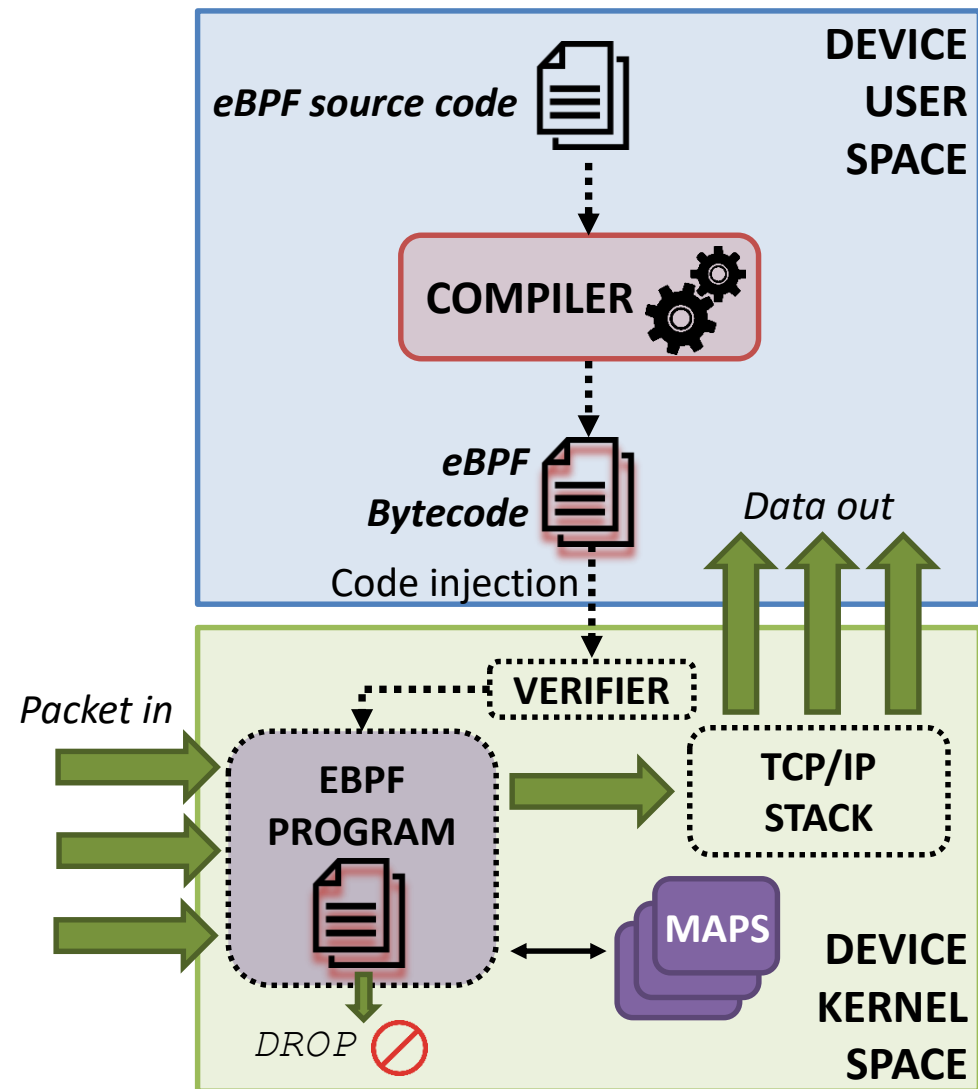 DEVICE
USER
SPACE
eBPF source code
COMPILER
eBPF
Bytecode
Data out
Code injection
VERIFIER
Packet in
EBPF
PROGRAM
TCP/IP
STACK
MAPS
DEVICE
KERNEL
SPACE
DROP